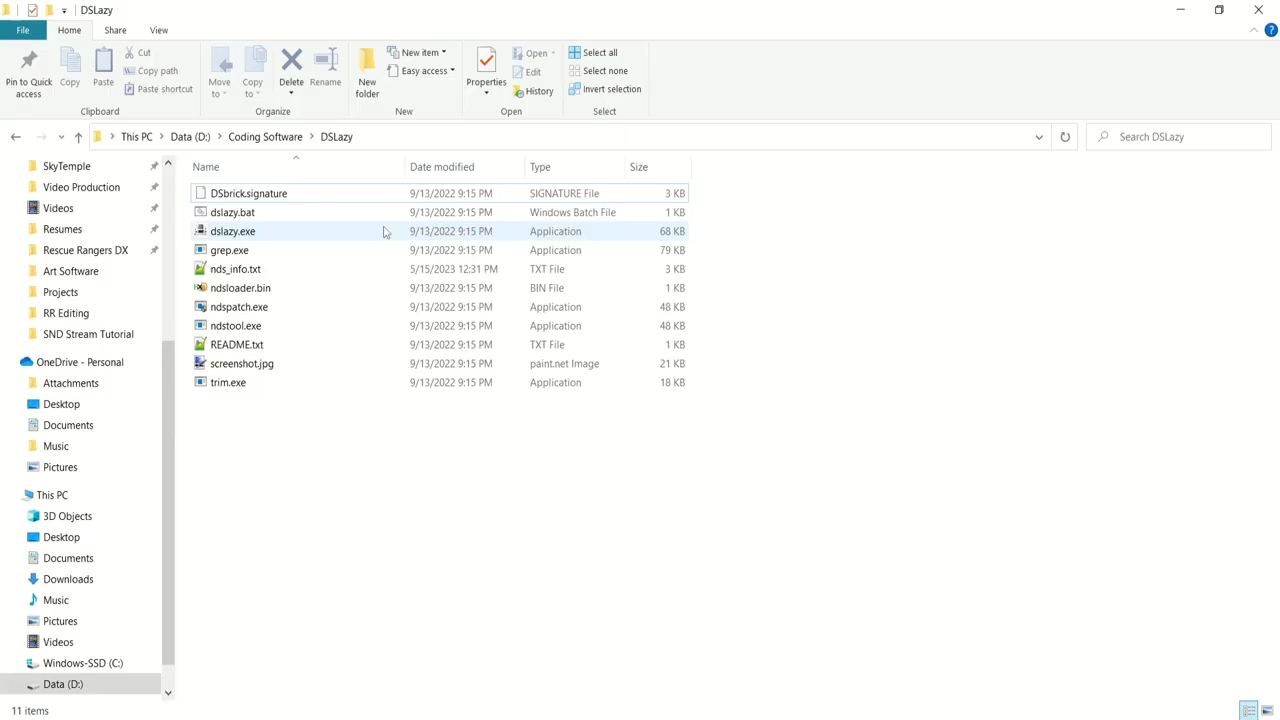 DSLazy
File Home Share View
Pin to Quick access
Copy
Paste
Cut
Copy path
Paste shortcut
Clipboard
Move to
Copy to
Delete
Rename
Organize
New folder
New item
Easy access
New
Properties
Open
Edit
History
Open
Select all
Select none
Invert selection
Select
This PC Data (D:) Coding Software DSLazy
Search DSLazy
SkyTemple
Video Production
Videos
Resumes
Rescue Rangers DX
Art Software
Projects
RR Editing
SND Stream Tutorial
OneDrive - Personal
Attachments
Desktop
Documents
Music
Pictures
This PC
3D Objects
Desktop
Documents
Downloads
Music
Pictures
Videos
Windows-SSD (C:)
Data (D:)
Name Date modified Type Size
DSbrick.signature 9/13/2022 9:15 PM SIGNATURE File 3 KB
dslazy.bat 9/13/2022 9:15 PM Windows Batch File 1 KB
dslazy.exe 9/13/2022 9:15 PM Application 68 KB
grep.exe 9/13/2022 9:15 PM Application 79 KB
nds_info.txt 5/15/2023 12:31 PM TXT File 3 KB
ndsloader.bin 9/13/2022 9:15 PM BIN File 1 KB
ndspatch.exe 9/13/2022 9:15 PM Application 48 KB
ndstool.exe 9/13/2022 9:15 PM Application 48 KB
README.txt 9/13/2022 9:15 PM TXT File 1 KB
screenshot.jpg 9/13/2022 9:15 PM paint.net Image 21 KB
trim.exe 9/13/2022 9:15 PM Application 18 KB
11 items